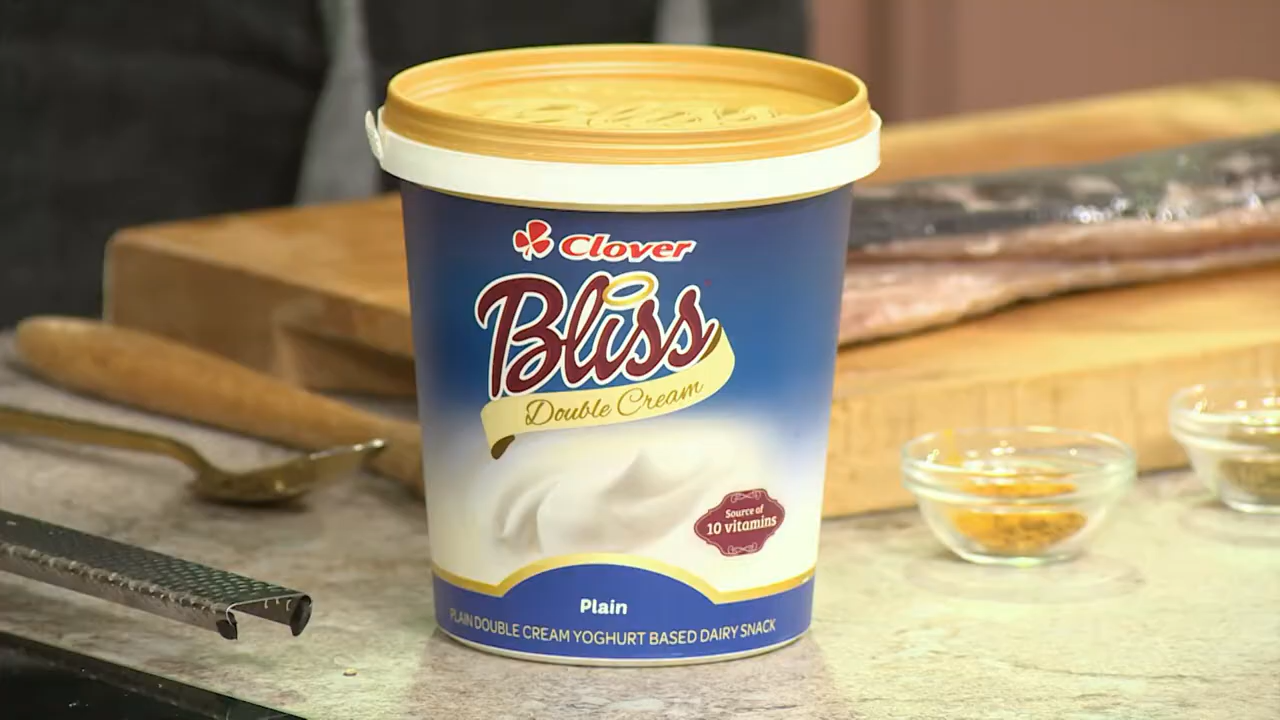 Clover
Bliss
Double Cream
Source of
10 vitamins
Plain
PLAIN DOUBLE CREAM YOGHURT BASED DAIRY SNACK